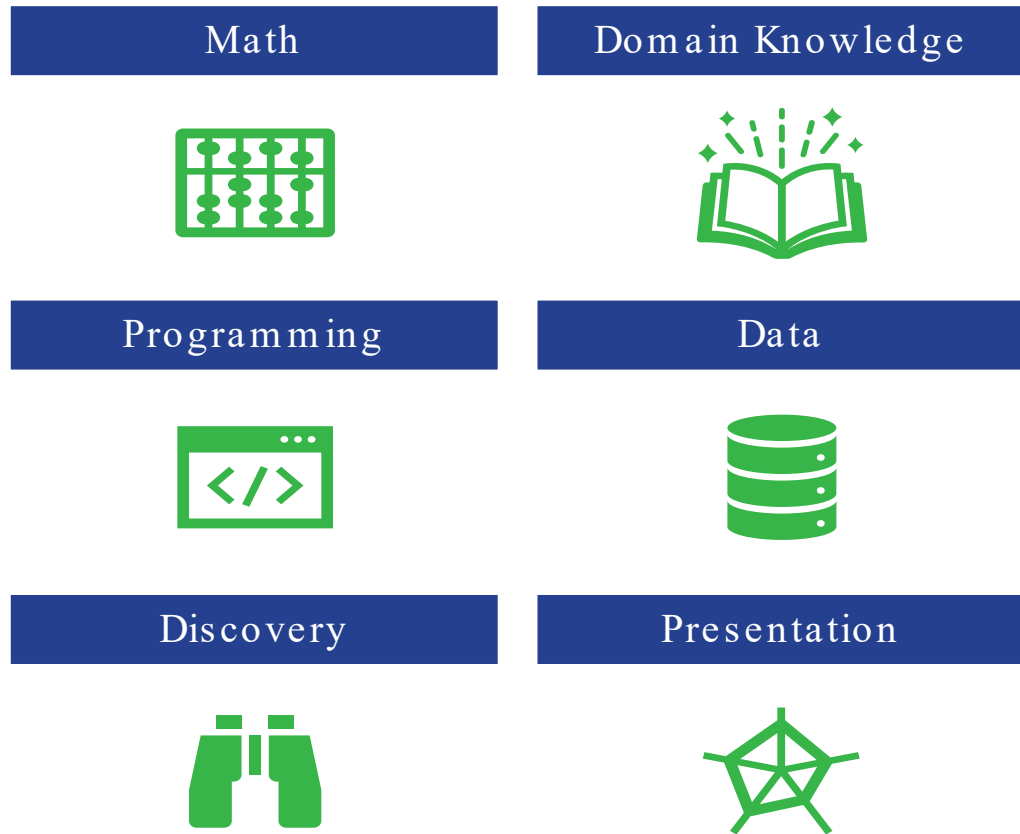 Math
Domain Knowledge
Programming
Data
</>
Discovery
Presentation